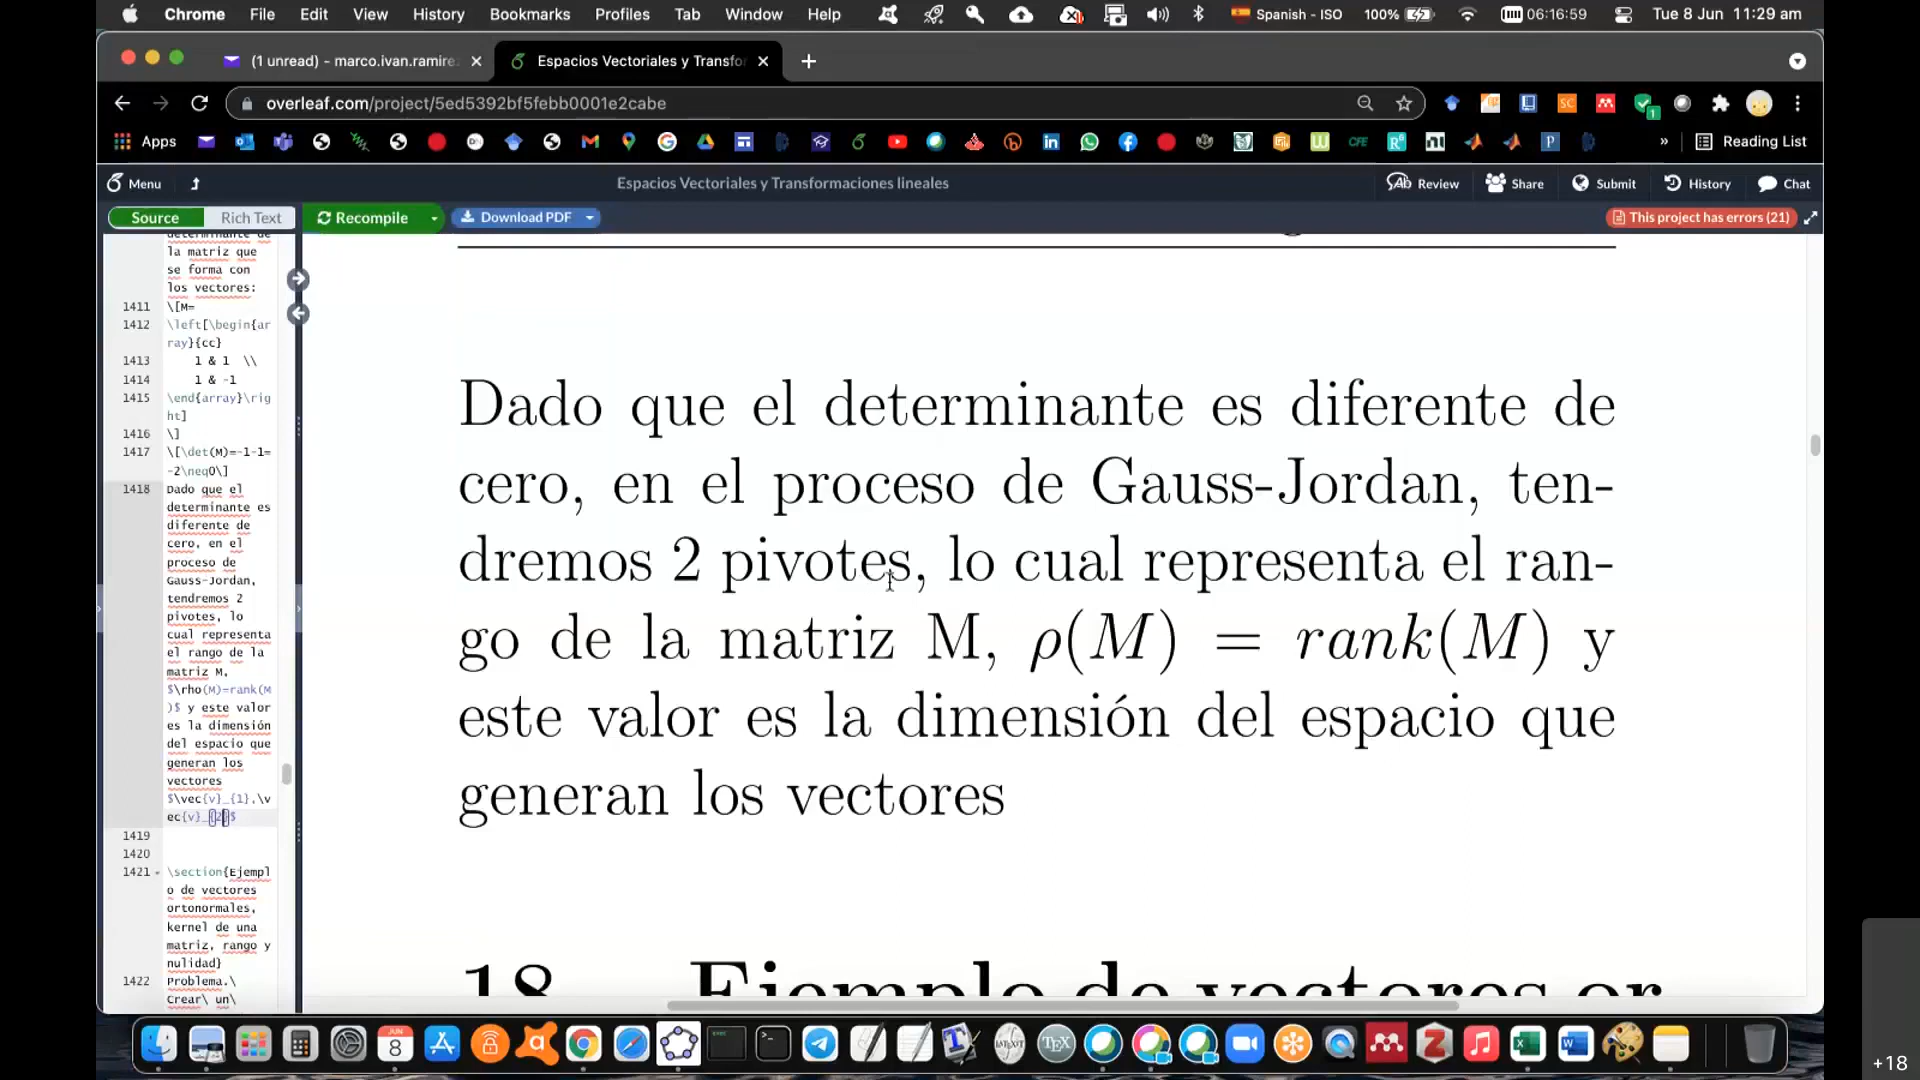 Chrome File Edit View History Bookmarks Profiles Tab Window Help Spanish - ISO 100% 06:16:59 Tue 8 Jun 11:29 am
(1 unread) - marco.ivan.ramire
Espacios Vectoriales y Transfo
overleaf.com/project/5ed5392bf5febb0001e2cabe
Apps
Reading List
Menu
Espacios Vectoriales y Transformaciones lineales
Review Share Submit History Chat
Source Rich Text Recompile Download PDF This project has errors (21)
determinante de
la matriz que
se forma con
los vectores:
1411 \[M=
1412 \left[\begin{ar
ray}{cc}
1413 1 & 1 \\
1414 1 & -1
1415 \end{array}\rig
ht]
1416 \]
1417 \[\det(M)=-1-1=
-2\neq0\]
1418 Dado que el
determinante es
diferente de
cero, en el
proceso de
Gauss-Jordan,
tendremos 2
pivotes, lo
cual representa
el rango de la
matriz M,
$\rho(M)=rank(M
)$ y este valor
es la dimensión
del espacio que
generan los
vectores
$\vec{v}_{1},\v
ec{v}_{2}$
1419
1420
1421 \section{Ejempl
o de vectores
ortonormales,
kernel de una
matriz, rango y
nulidad}
1422 Problema.\
Crear\ un\
Dado que el determinante es diferente de
cero, en el proceso de Gauss-Jordan, ten-
dremos 2 pivotes, lo cual representa el ran-
go de la matriz M, ρ(M) = rank(M) y
este valor es la dimensión del espacio que
generan los vectores
18 Ejemplo de vectores or
+18